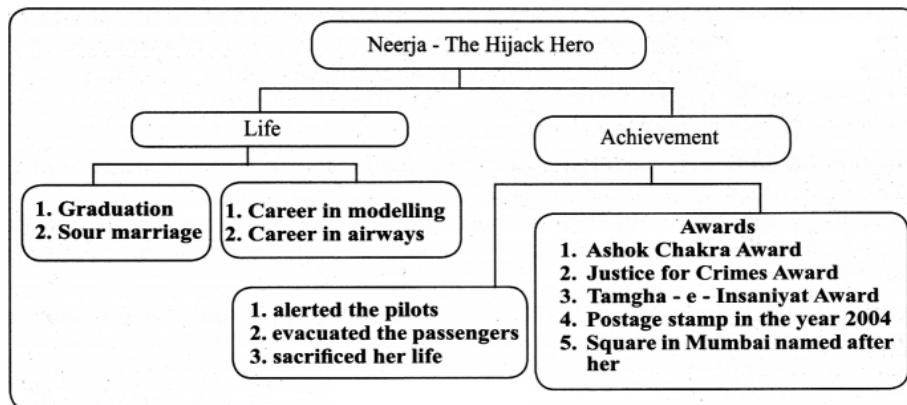 Neerja - The Hijack Hero
Life
Achievement
1. Graduation
2. Sour marriage
1. Career in modelling
2. Career in airways
1. alerted the pilots
2. evacuated the passengers
3. sacrificed her life
Awards
1. Ashok Chakra Award
2. Justice for Crimes Award
3. Tamgha - e - Insaniyat Award
4. Postage stamp in the year 2004
5. Square in Mumbai named after
her